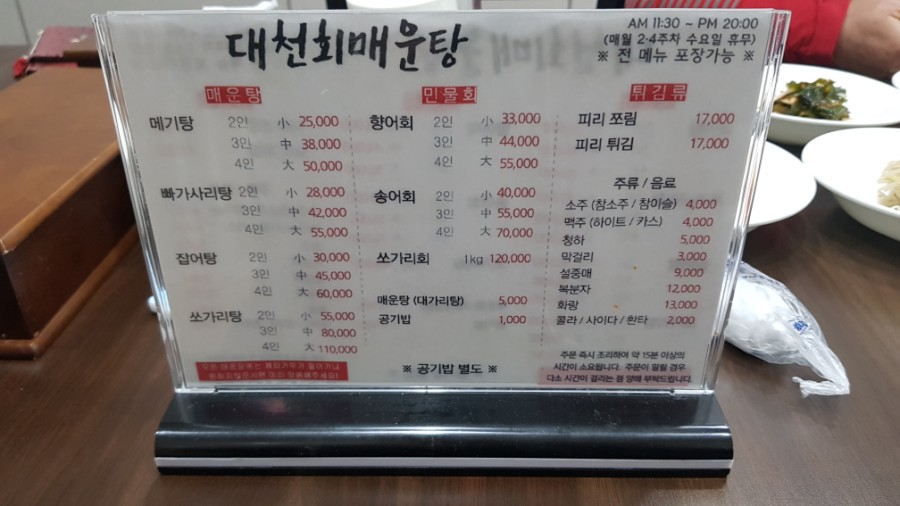 대천회매운탕
AM 11:30 ~ PM 20:00
(매월 2·4주차 수요일 휴무)
※ 전 메뉴 포장가능 ※
매운탕
메기탕 2인 小 25,000
3인 中 38,000
4인 大 50,000
빠가사리탕 2인 小 28,000
3인 中 42,000
4인 大 55,000
잡어탕 2인 小 30,000
3인 中 45,000
4인 大 60,000
쏘가리탕 2인 小 55,000
3인 中 80,000
4인 大 110,000
민물회
향어회 2인 小 33,000
3인 中 44,000
4인 大 55,000
송어회 2인 小 40,000
3인 中 55,000
4인 大 70,000
쏘가리회 1kg 120,000
매운탕 (대가리탕) 5,000
공기밥 1,000
※ 공기밥 별도 ※
튀김류
피리 쪼림 17,000
피리 튀김 17,000
주류 / 음료
소주 (참소주 / 참이슬) 4,000
맥주 (하이트 / 카스) 4,000
청하 5,000
막걸리 3,000
설중매 9,000
복분자 12,000
화랑 13,000
콜라 / 사이다 / 환타 2,000
주문 즉시 조리하여 약 15분 이상의
시간이 소요됩니다. 주문이 밀릴 경우
다소 시간이 걸리는 점 양해 부탁드립니다.